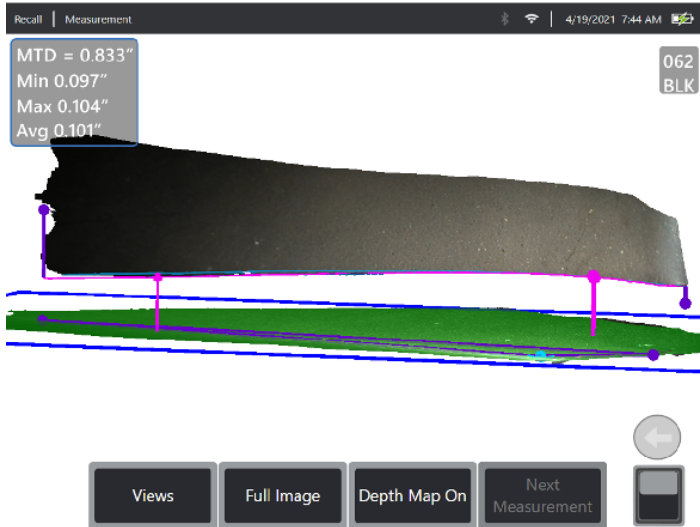 Recall | Measurement
4/19/2021 7:44 AM
MTD = 0.833"
Min 0.097"
Max 0.104"
Avg 0.101"
062
BLK
Views
Full Image
Depth Map On
Next
Measurement